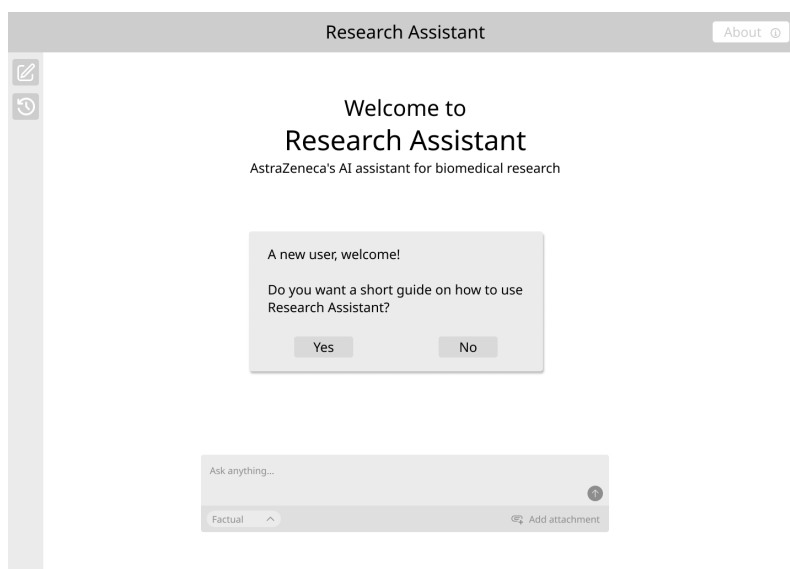 Research Assistant
About
Welcome to
Research Assistant
AstraZeneca's AI assistant for biomedical research
A new user, welcome!
Do you want a short guide on how to use
Research Assistant?
Yes
No
Ask anything...
Factual
Add attachment